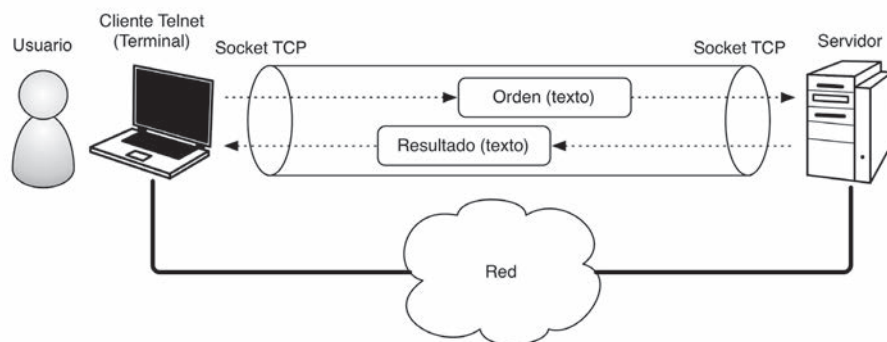 Cliente Telnet
(Terminal)
Usuario
Socket TCP
Socket TCP
Servidor
Orden (texto)
Resultado (texto)
Red